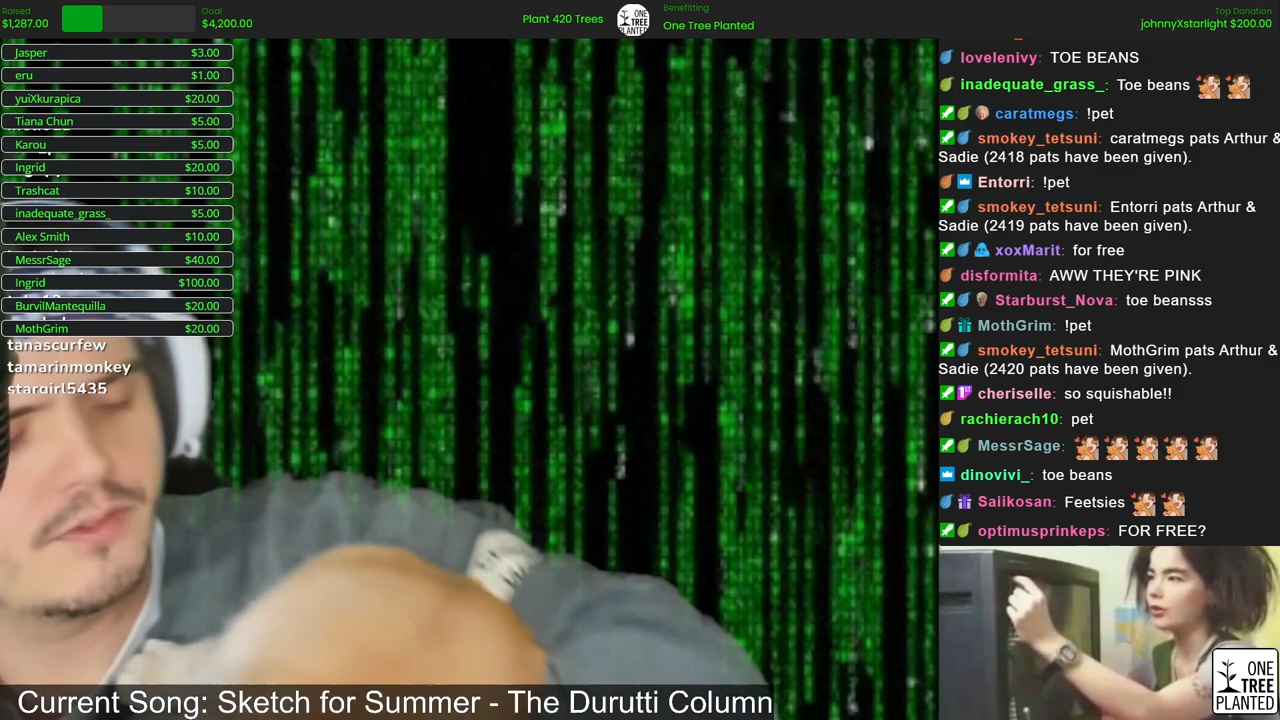 Raised
$1,287.00
Goal
$4,200.00
Plant 420 Trees
ONE
TREE
PLANTED
Benefitting
One Tree Planted
Top Donation
johnnyXstarlight $200.00
Jasper $3.00
eru $1.00
yuiXkurapica $20.00
Tiana Chun $5.00
Karou $5.00
Ingrid $20.00
Trashcat $10.00
inadequate_grass_ $5.00
Alex Smith $10.00
MessrSage $40.00
Ingrid $100.00
BurvilMantequilla $20.00
MothGrim $20.00
tanascurfew
tamarinmonkey
stargirl5435
lovelenivy: TOE BEANS
inadequate_grass_: Toe beans
caratmegs: !pet
smokey_tetsuni: caratmegs pats Arthur &
Sadie (2418 pats have been given).
Entorri: !pet
smokey_tetsuni: Entorri pats Arthur &
Sadie (2419 pats have been given).
xoxMarit: for free
disformita: AWW THEY'RE PINK
Starburst_Nova: toe beansss
MothGrim: !pet
smokey_tetsuni: MothGrim pats Arthur &
Sadie (2420 pats have been given).
cheriselle: so squishable!!
rachierach10: pet
MessrSage:
dinovivi_: toe beans
Saiikosan: Feetsies
optimusprinkeps: FOR FREE?
ONE
TREE
PLANTED
Current Song: Sketch for Summer - The Durutti Column